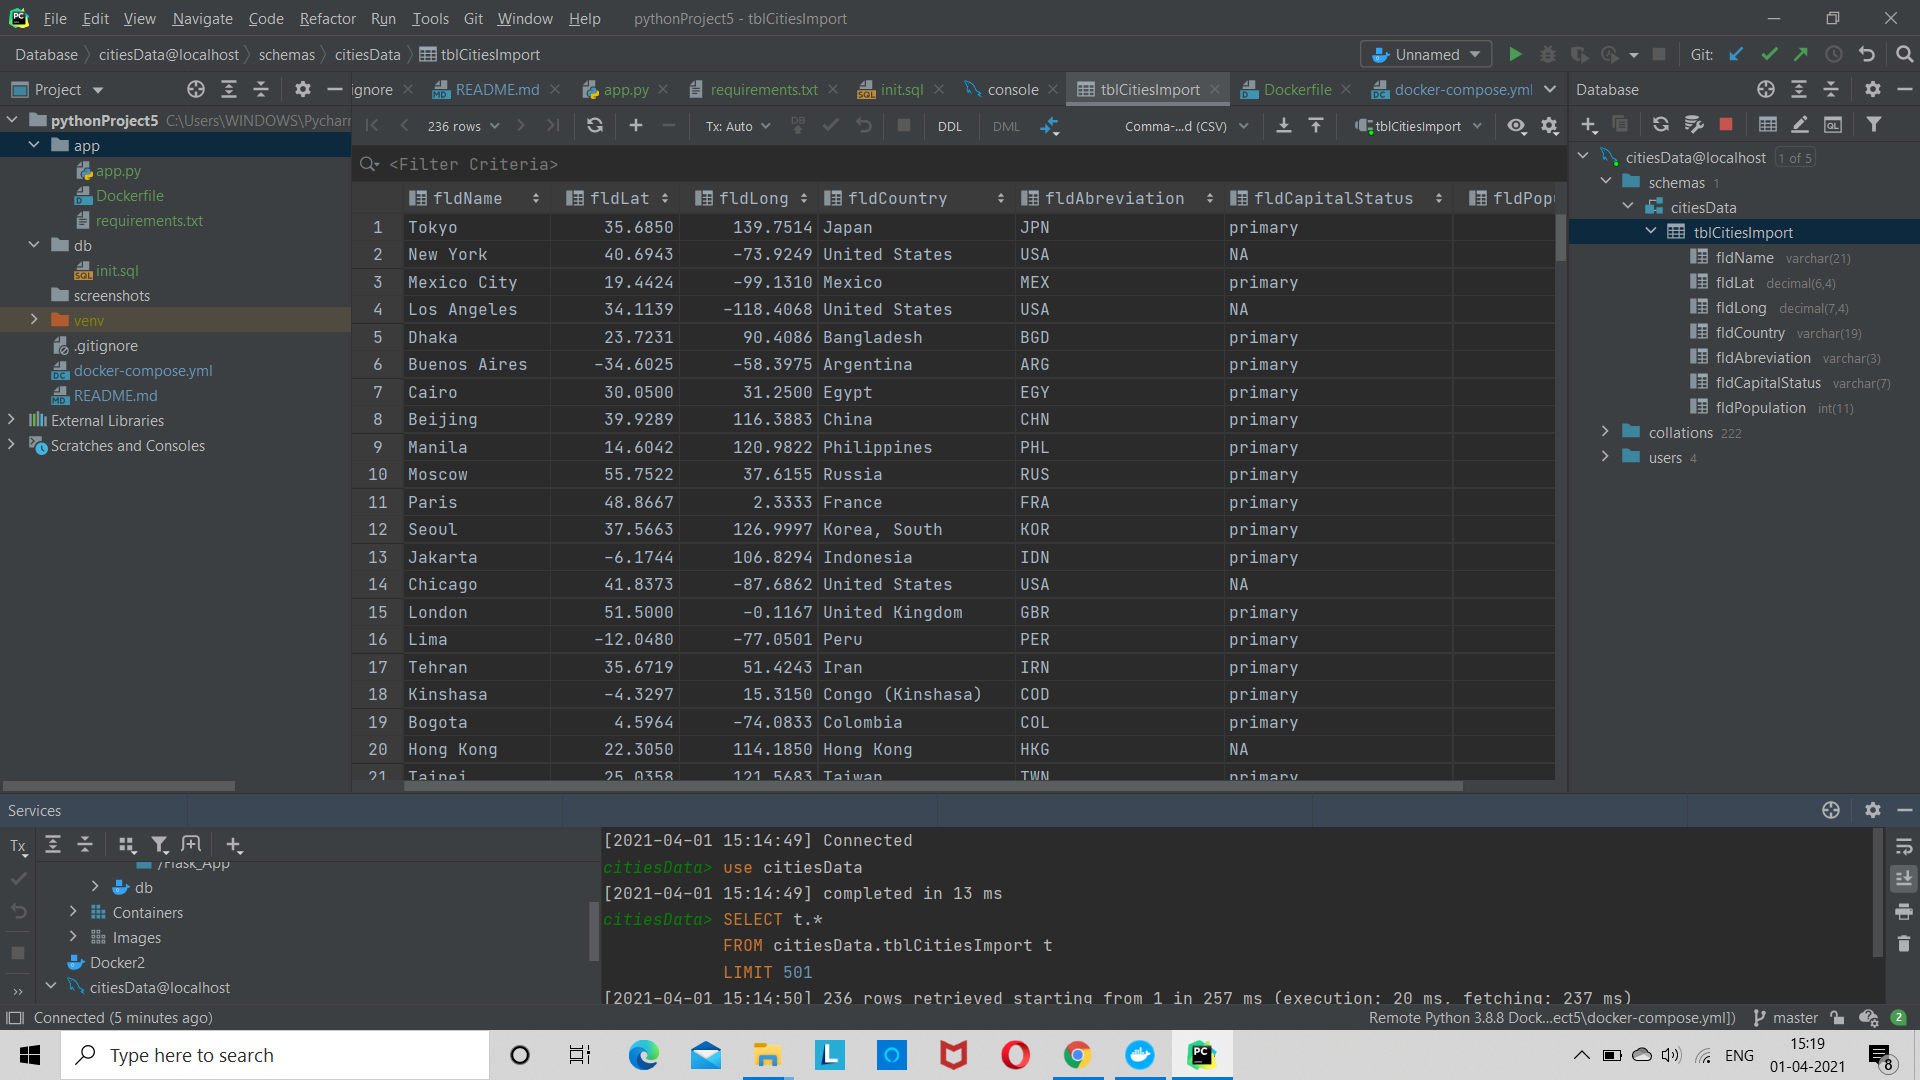 File Edit View Navigate Code Refactor Run Tools Git Window Help pythonProject5 - tblCitiesImport
Database citiesData@localhost schemas citiesData tblCitiesImport Unnamed Git:
Project ignore README.md app.py requirements.txt init.sql console tblCitiesImport Dockerfile docker-compose.yml Database
236 rows Tx: Auto DDL DML Comma-...d (CSV) tblCitiesImport
<Filter Criteria>
pythonProject5 C:\Users\WINDOWS\Pychar
app
app.py
Dockerfile
requirements.txt
db
init.sql
screenshots
venv
.gitignore
docker-compose.yml
README.md
External Libraries
Scratches and Consoles
fldName fldLat fldLong fldCountry fldAbreviation fldCapitalStatus fldPop
1 Tokyo 35.6850 139.7514 Japan JPN primary
2 New York 40.6943 -73.9249 United States USA NA
3 Mexico City 19.4424 -99.1310 Mexico MEX primary
4 Los Angeles 34.1139 -118.4068 United States USA NA
5 Dhaka 23.7231 90.4086 Bangladesh BGD primary
6 Buenos Aires -34.6025 -58.3975 Argentina ARG primary
7 Cairo 30.0500 31.2500 Egypt EGY primary
8 Beijing 39.9289 116.3883 China CHN primary
9 Manila 14.6042 120.9822 Philippines PHL primary
10 Moscow 55.7522 37.6155 Russia RUS primary
11 Paris 48.8667 2.3333 France FRA primary
12 Seoul 37.5663 126.9997 Korea, South KOR primary
13 Jakarta -6.1744 106.8294 Indonesia IDN primary
14 Chicago 41.8373 -87.6862 United States USA NA
15 London 51.5000 -0.1167 United Kingdom GBR primary
16 Lima -12.0480 -77.0501 Peru PER primary
17 Tehran 35.6719 51.4243 Iran IRN primary
18 Kinshasa -4.3297 15.3150 Congo (Kinshasa) COD primary
19 Bogota 4.5964 -74.0833 Colombia COL primary
20 Hong Kong 22.3050 114.1850 Hong Kong HKG NA
21 Taipei 25.0358 121.5683 Taiwan TWN primary
citiesData@localhost 1 of 5
schemas 1
citiesData
tblCitiesImport
fldName varchar(21)
fldLat decimal(6,4)
fldLong decimal(7,4)
fldCountry varchar(19)
fldAbreviation varchar(3)
fldCapitalStatus varchar(7)
fldPopulation int(11)
collations 222
users 4
Services
Tx
/Flask_App
db
Containers
Images
Docker2
citiesData@localhost
[2021-04-01 15:14:49] Connected
citiesData> use citiesData
[2021-04-01 15:14:49] completed in 13 ms
citiesData> SELECT t.*
FROM citiesData.tblCitiesImport t
LIMIT 501
[2021-04-01 15:14:50] 236 rows retrieved starting from 1 in 257 ms (execution: 20 ms, fetching: 237 ms)
Connected (5 minutes ago) Remote Python 3.8.8 Dock...ect5\docker-compose.yml]) master 2
Type here to search ENG 15:19
01-04-2021 8